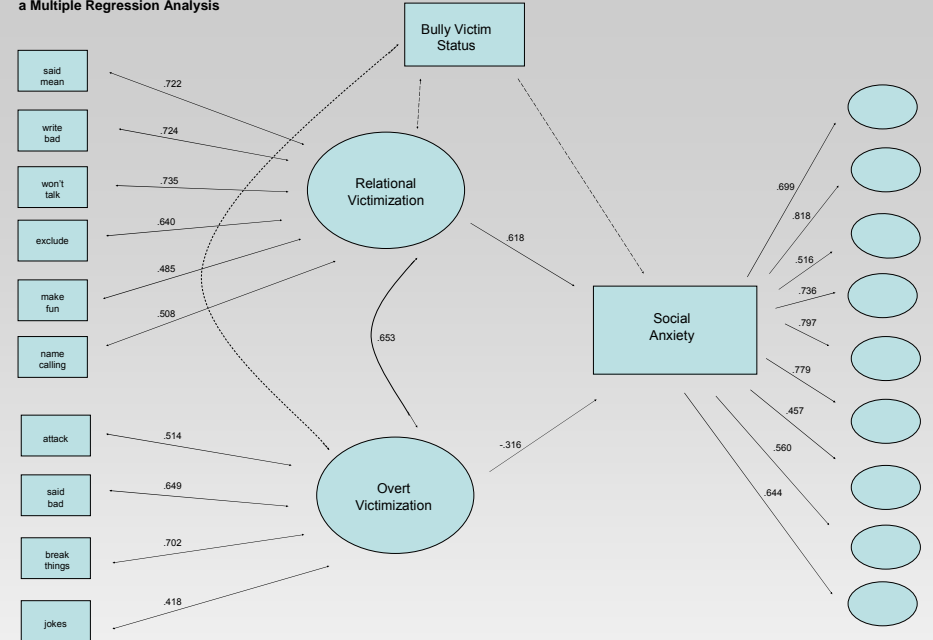 a Multiple Regression Analysis
Bully Victim
Status
said
mean
.722
write
bad
.724
won't
talk
.735
exclude
.640
make
fun
.485
name
calling
.508
Relational
Victimization
.618
.653
Social
Anxiety
.699
.818
.516
.736
.797
.779
.457
.560
.644
attack
.514
said
bad
.649
break
things
.702
jokes
.418
Overt
Victimization
-.316